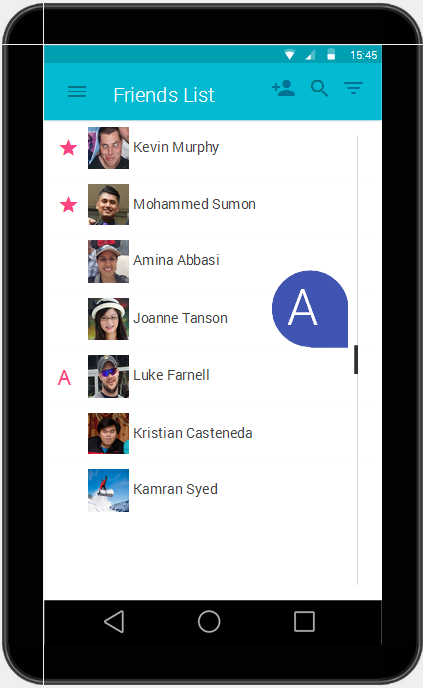 15:45
Friends List
Kevin Murphy
Mohammed Sumon
Amina Abbasi
A
Joanne Tanson
A
Luke Farnell
Kristian Casteneda
Kamran Syed